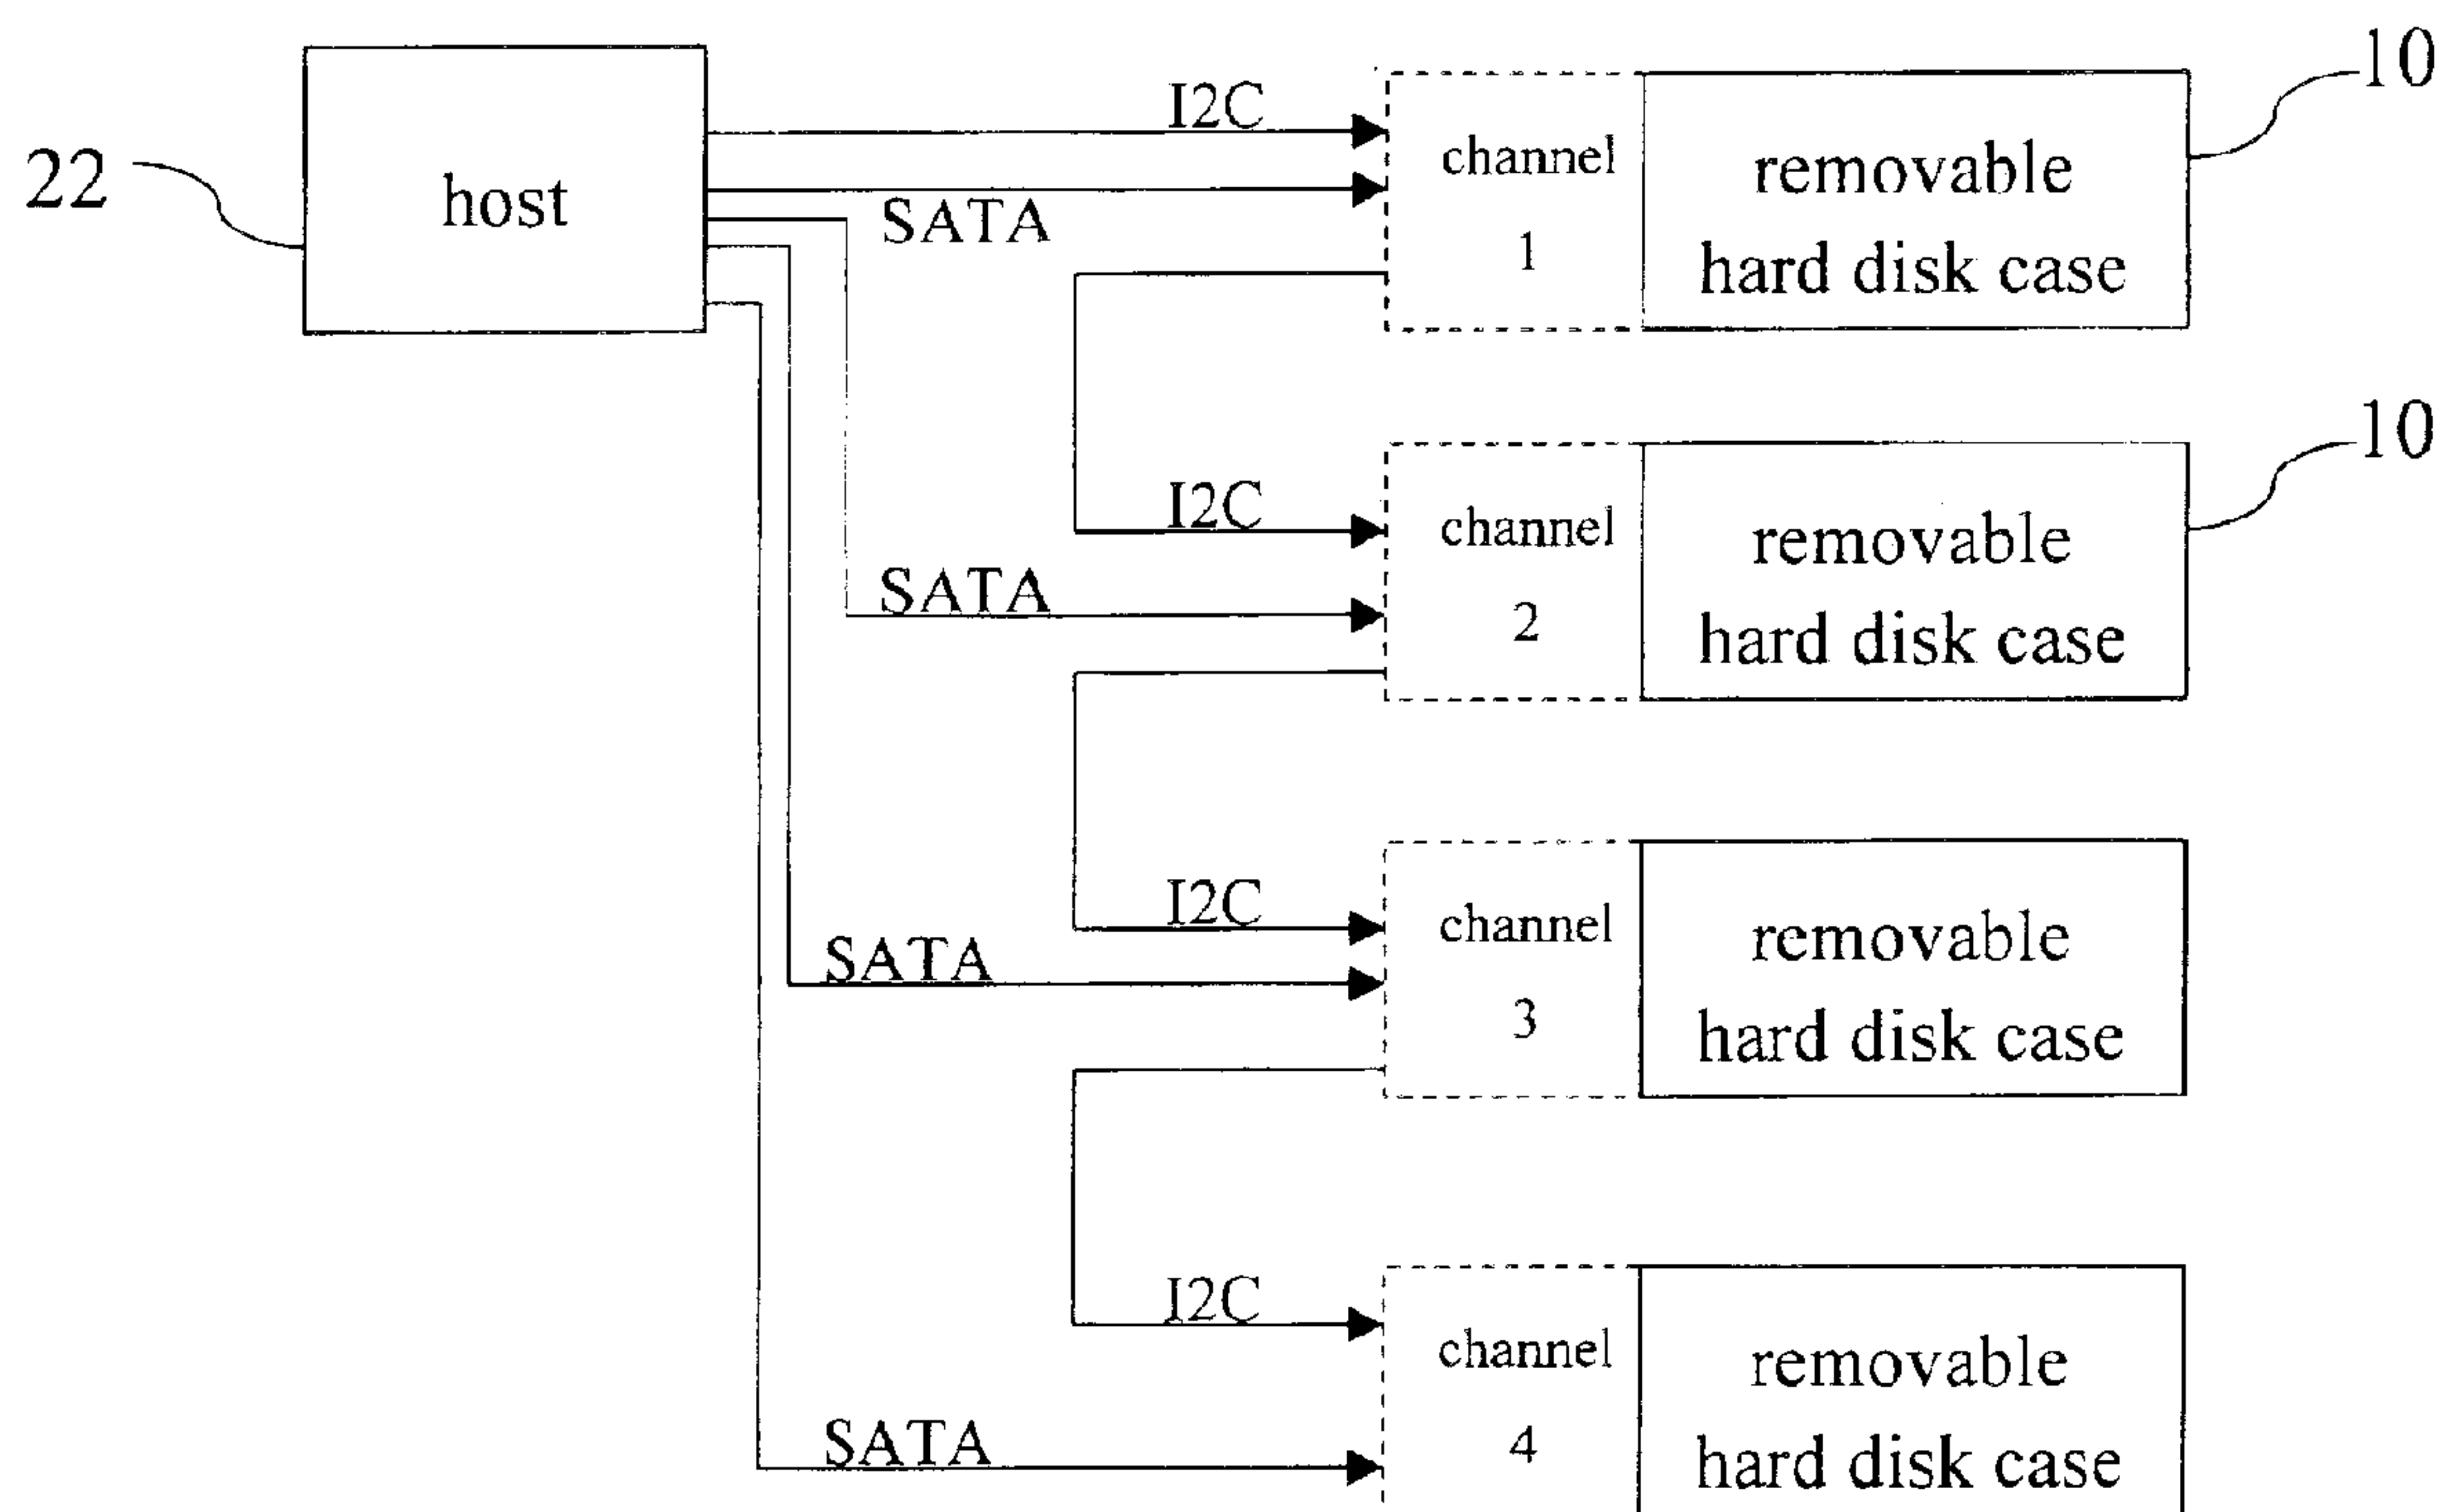 10
I2C
channel
removable
22
host
SATA
1
hard disk case
10
I2C
channel
removable
SATA
2
hard disk case
I2C
channel
removable
SATA
3
hard disk case
I2C
channel
removable
SATA
4
hard disk case